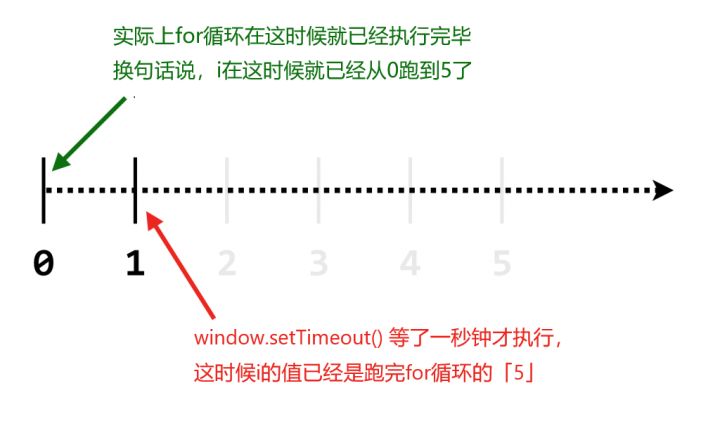 实际上for循环在这时候就已经执行完毕
换句话说，i在这时候就已经从0跑到5了
0 1 2 3 4 5
window.setTimeout() 等了一秒钟才执行，
这时候i的值已经是跑完for循环的「5」